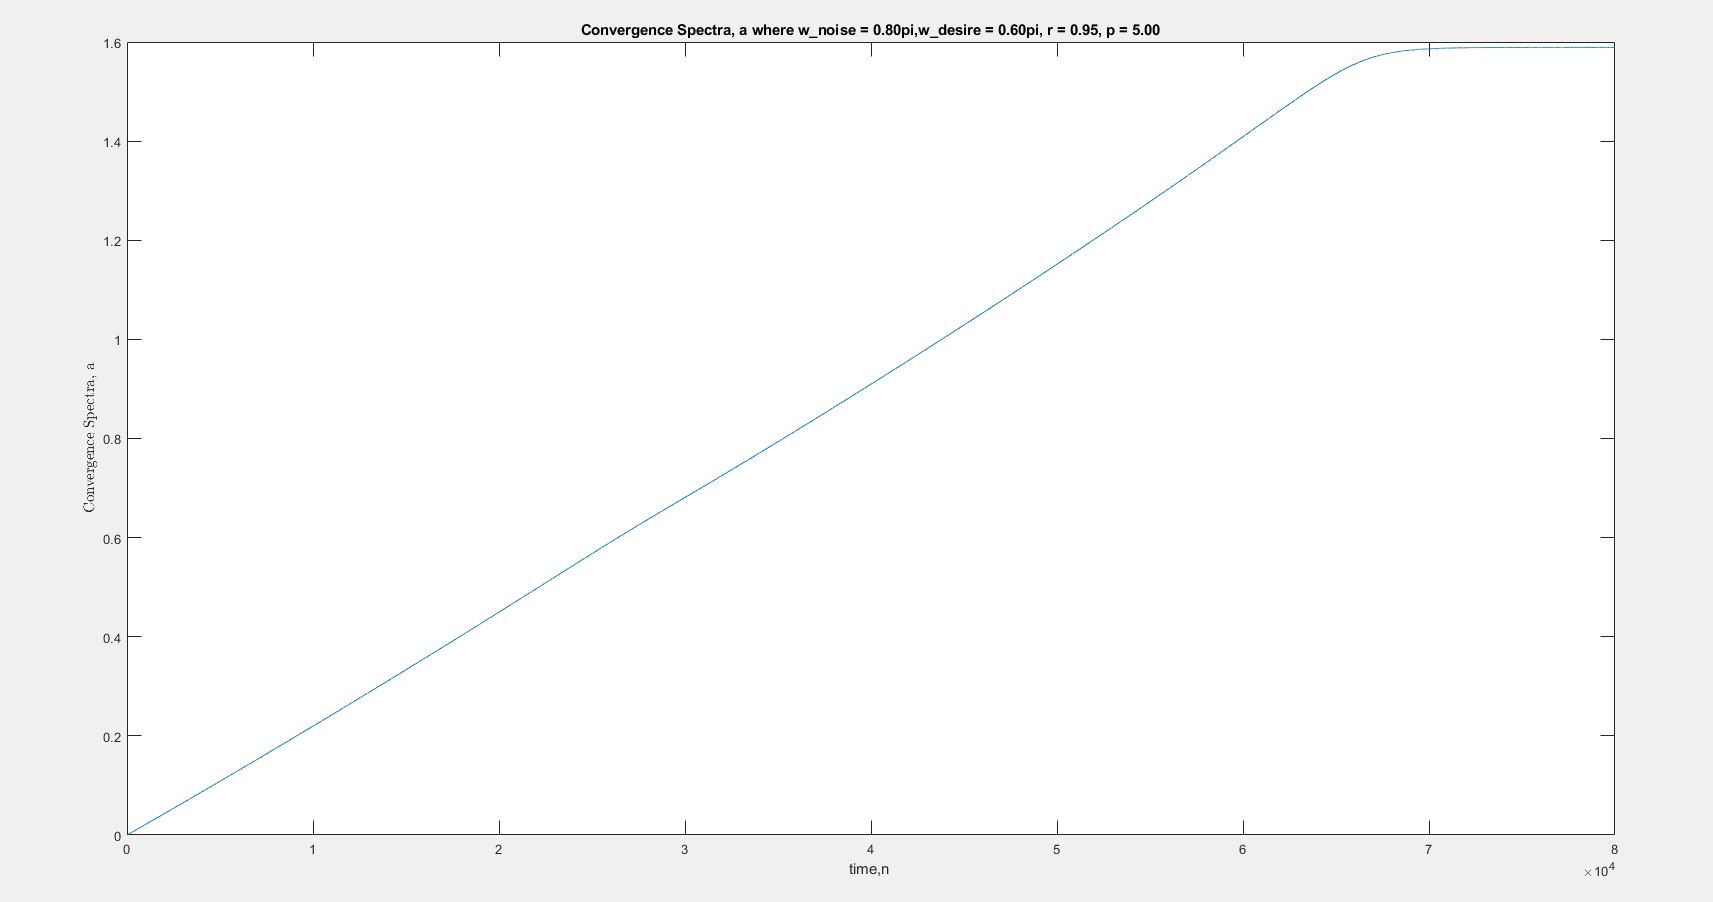 Convergence Spectra, a where w_noise = 0.80pi,w_desire = 0.60pi, r = 0.95, p = 5.00
1.6
1.4
1.2
1
0.8
0.6
0.4
0.2
0
Convergence Spectra, a
0 1 2 3 4 5 6 7 8
time,n
×10^4